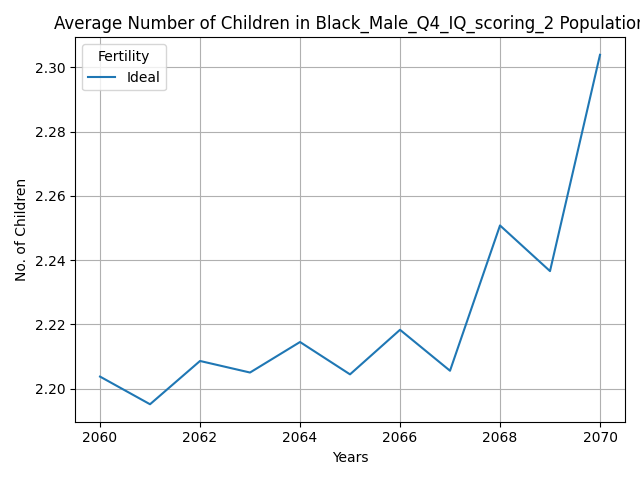 Average Number of Children in Black_Male_Q4_IQ_scoring_2 Population
Fertility
Ideal
2.30
2.28
2.26
2.24
2.22
2.20
No. of Children
2060
2062
2064
2066
2068
2070
Years